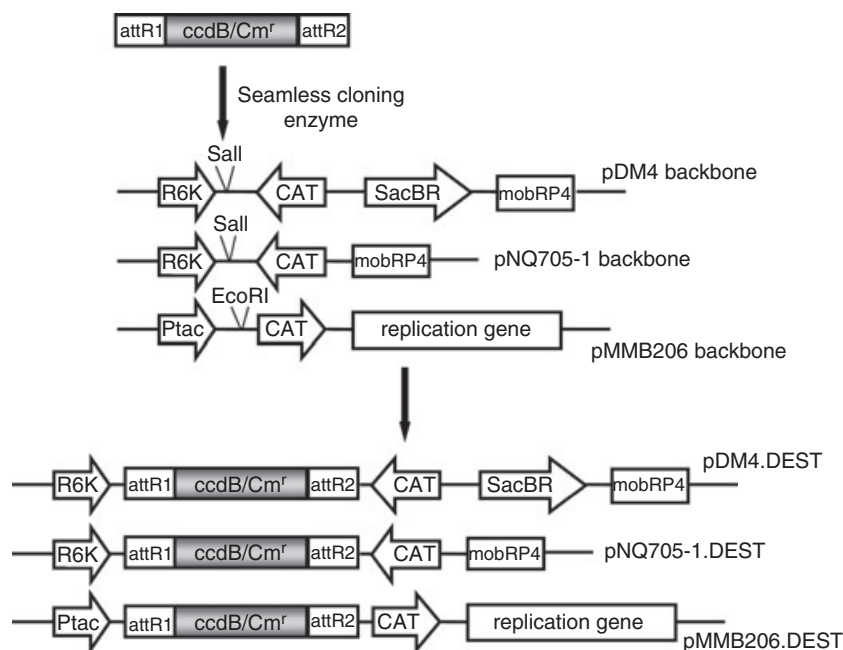 attR1 ccdB/Cmʳ attR2
Seamless cloning
enzyme
SalI
R6K CAT SacBR mobRP4 pDM4 backbone
SalI
R6K CAT mobRP4 pNQ705-1 backbone
EcoRI
Ptac CAT replication gene
pMMB206 backbone
pDM4.DEST
R6K attR1 ccdB/Cmʳ attR2 CAT SacBR mobRP4
R6K attR1 ccdB/Cmʳ attR2 CAT mobRP4 pNQ705-1.DEST
Ptac attR1 ccdB/Cmʳ attR2 CAT replication gene
pMMB206.DEST